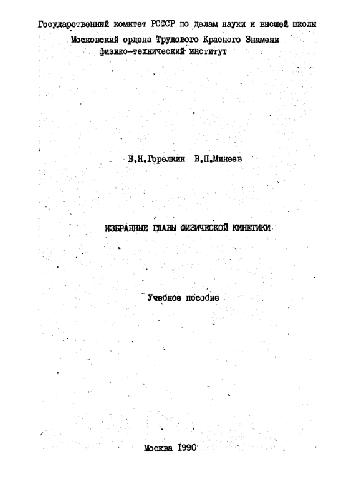 Государственный комитет РСФСР по делам науки и высшей школы
Московский ордена Трудового Красного Знамени
физико-технический институт
В.Н.Горелкин В.П.Минеев
ИЗБРАННЫЕ ГЛАВЫ ФИЗИЧЕСКОЙ КИНЕТИКИ
Учебное пособие
Москва 1990